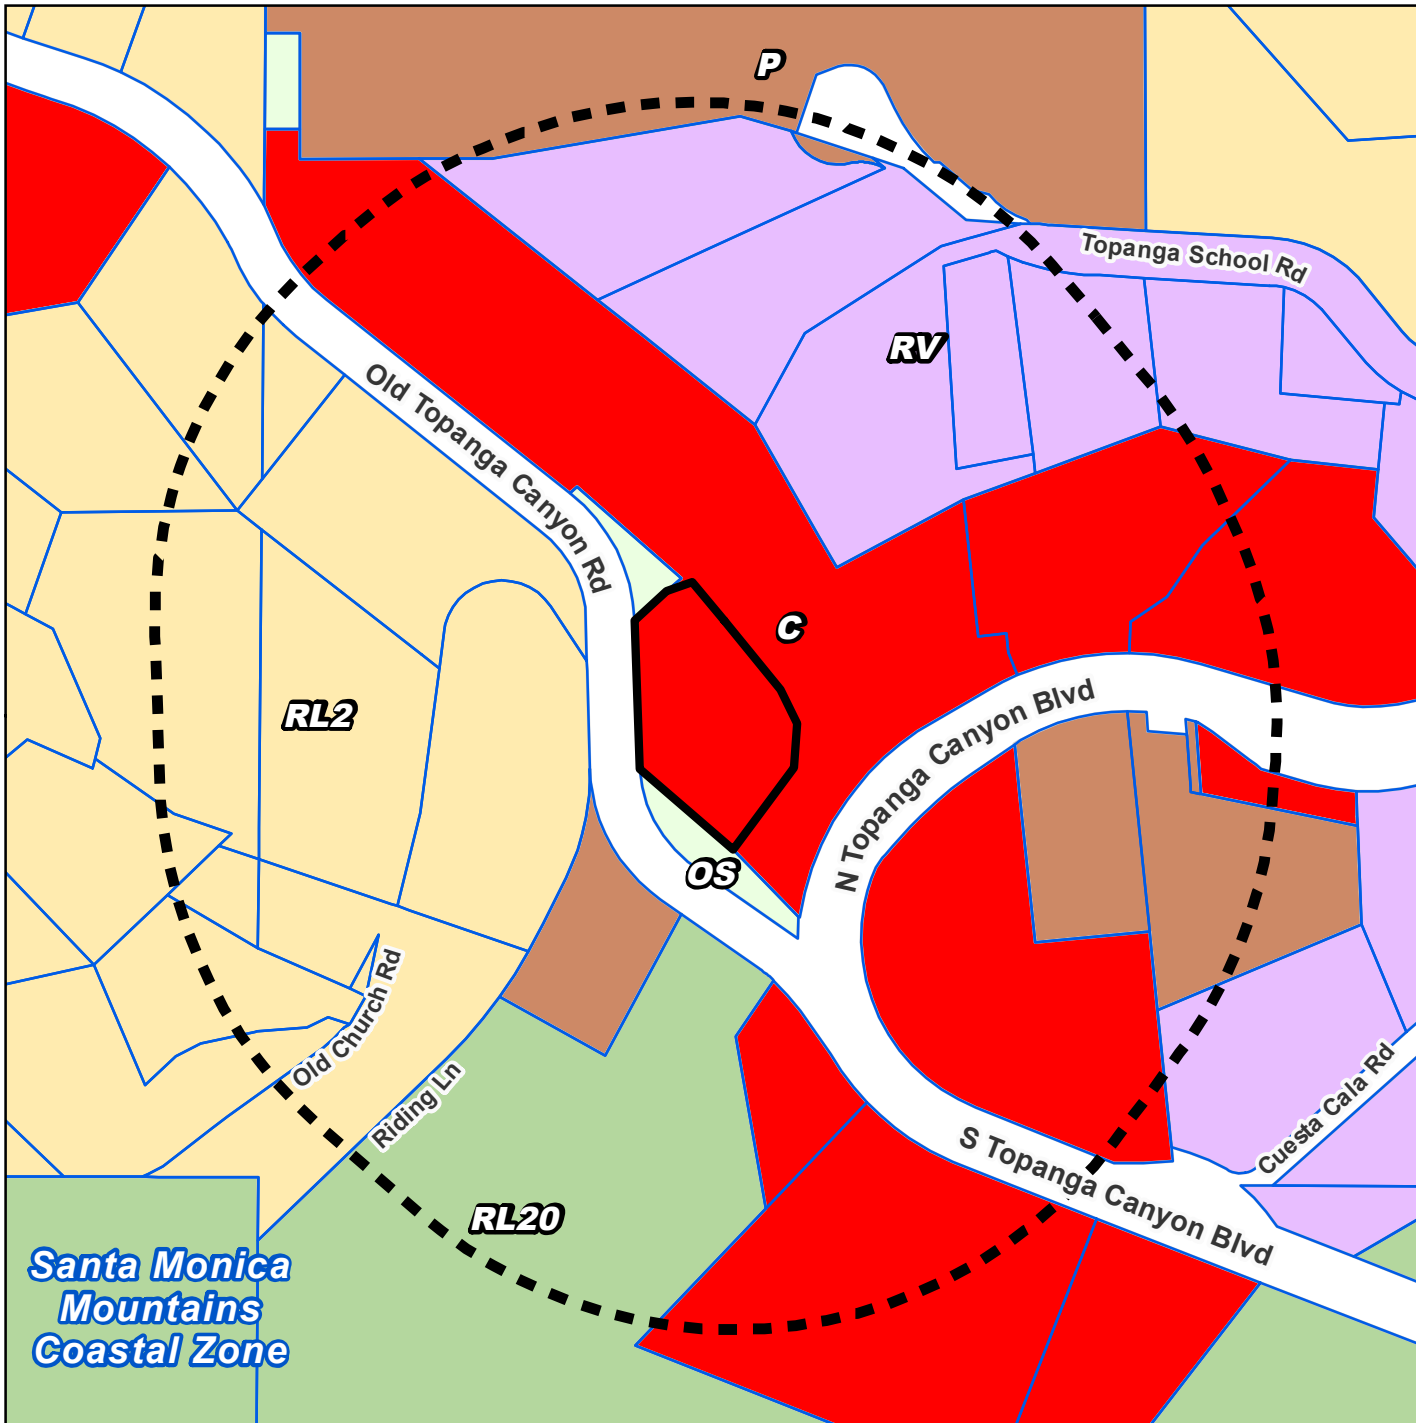 P
Topanga School Rd
RV
Old Topanga Canyon Rd
C
RL2
N Topanga Canyon Blvd
OS
Old Church Rd
Riding Ln
Cuesta Cala Rd
S Topanga Canyon Blvd
RL20
Santa Monica
Mountains
Coastal Zone